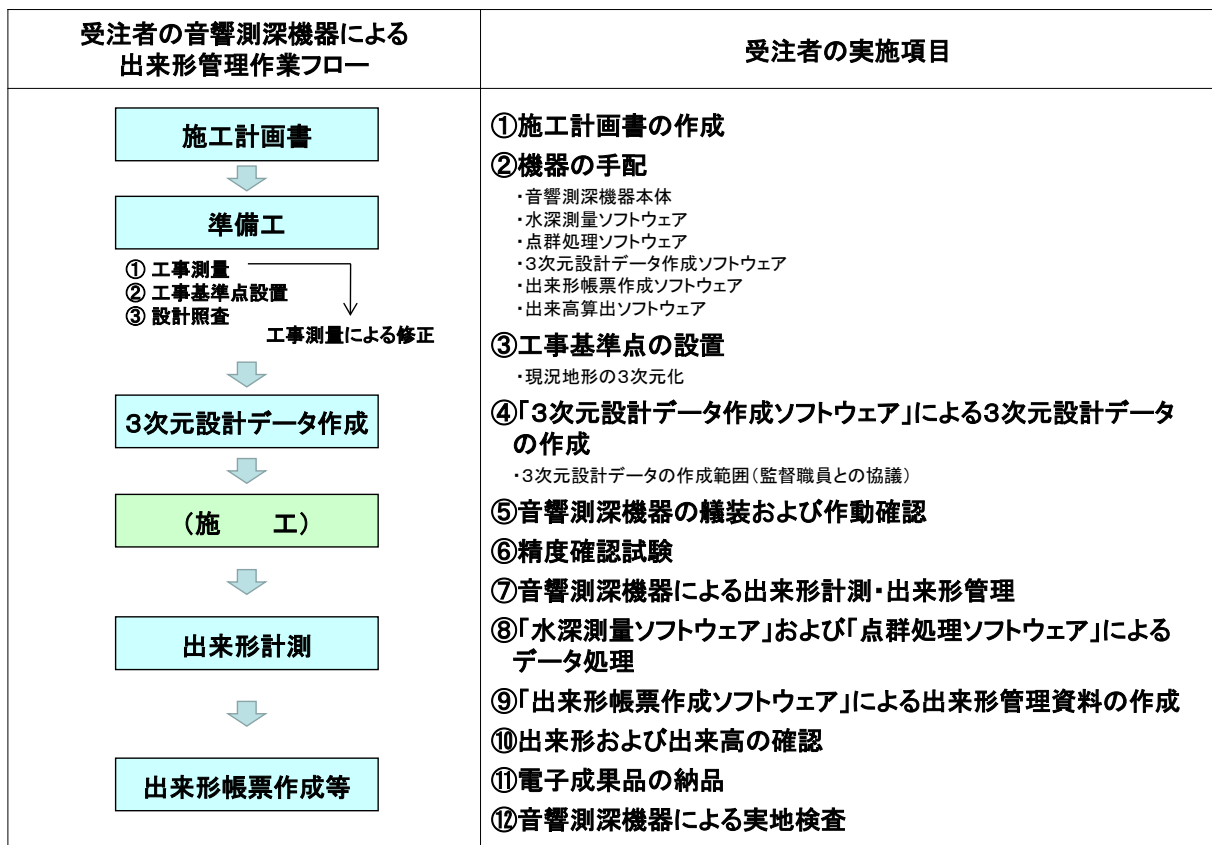 受注者の音響測深機器による
出来形管理作業フロー
受注者の実施項目
施工計画書
準備工
① 工事測量
② 工事基準点設置
③ 設計照査
工事測量による修正
3次元設計データ作成
(施　　工)
出来形計測
出来形帳票作成等
①施工計画書の作成
②機器の手配
・音響測深機器本体
・水深測量ソフトウェア
・点群処理ソフトウェア
・3次元設計データ作成ソフトウェア
・出来形帳票作成ソフトウェア
・出来高算出ソフトウェア
③工事基準点の設置
・現況地形の3次元化
④「3次元設計データ作成ソフトウェア」による3次元設計データ
の作成
・3次元設計データの作成範囲(監督職員との協議)
⑤音響測深機器の艤装および作動確認
⑥精度確認試験
⑦音響測深機器による出来形計測・出来形管理
⑧「水深測量ソフトウェア」および「点群処理ソフトウェア」による
データ処理
⑨「出来形帳票作成ソフトウェア」による出来形管理資料の作成
⑩出来形および出来高の確認
⑪電子成果品の納品
⑫音響測深機器による実地検査